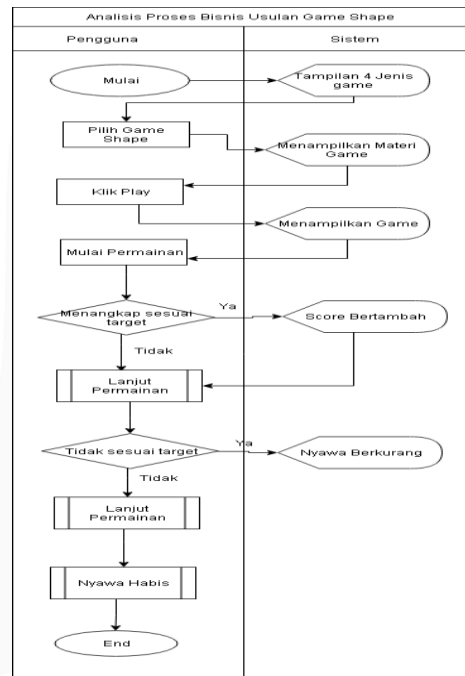 Analisis Proses Bisnis Usulan Game Shape
Pengguna
Sistem
Mulai
Tampilan 4 Jenis
game
Pilih Game
Shape
Menampilkan Materi
Game
Klik Play
Menampilkan Game
Mulai Permainan
Menangkap sesuai
target
Ya
Score Bertambah
Tidak
Lanjut
Permainan
Tidak sesuai target
Ya
Nyawa Berkurang
Tidak
Lanjut
Permainan
Nyawa Habis
End